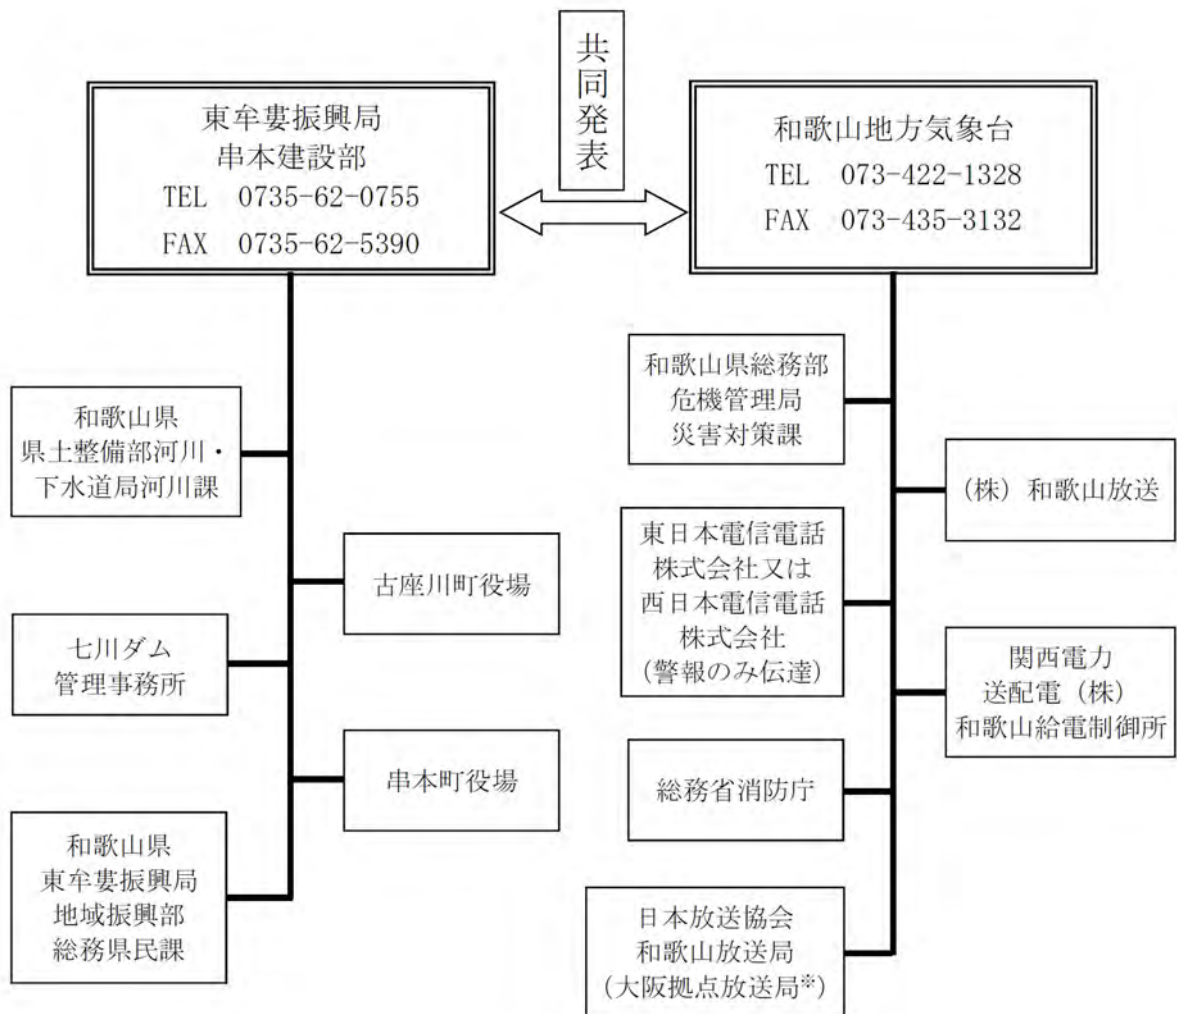 共同発表
東牟婁振興局
串本建設部
TEL 0735-62-0755
FAX 0735-62-5390
和歌山地方気象台
TEL 073-422-1328
FAX 073-435-3132
和歌山県
県土整備部河川・
下水道局河川課
古座川町役場
七川ダム
管理事務所
串本町役場
和歌山県
東牟婁振興局
地域振興部
総務県民課
和歌山県総務部
危機管理局
災害対策課
(株)和歌山放送
東日本電信電話
株式会社又は
西日本電信電話
株式会社
(警報のみ伝達)
関西電力
送配電(株)
和歌山給電制御所
総務省消防庁
日本放送協会
和歌山放送局
(大阪拠点放送局※)